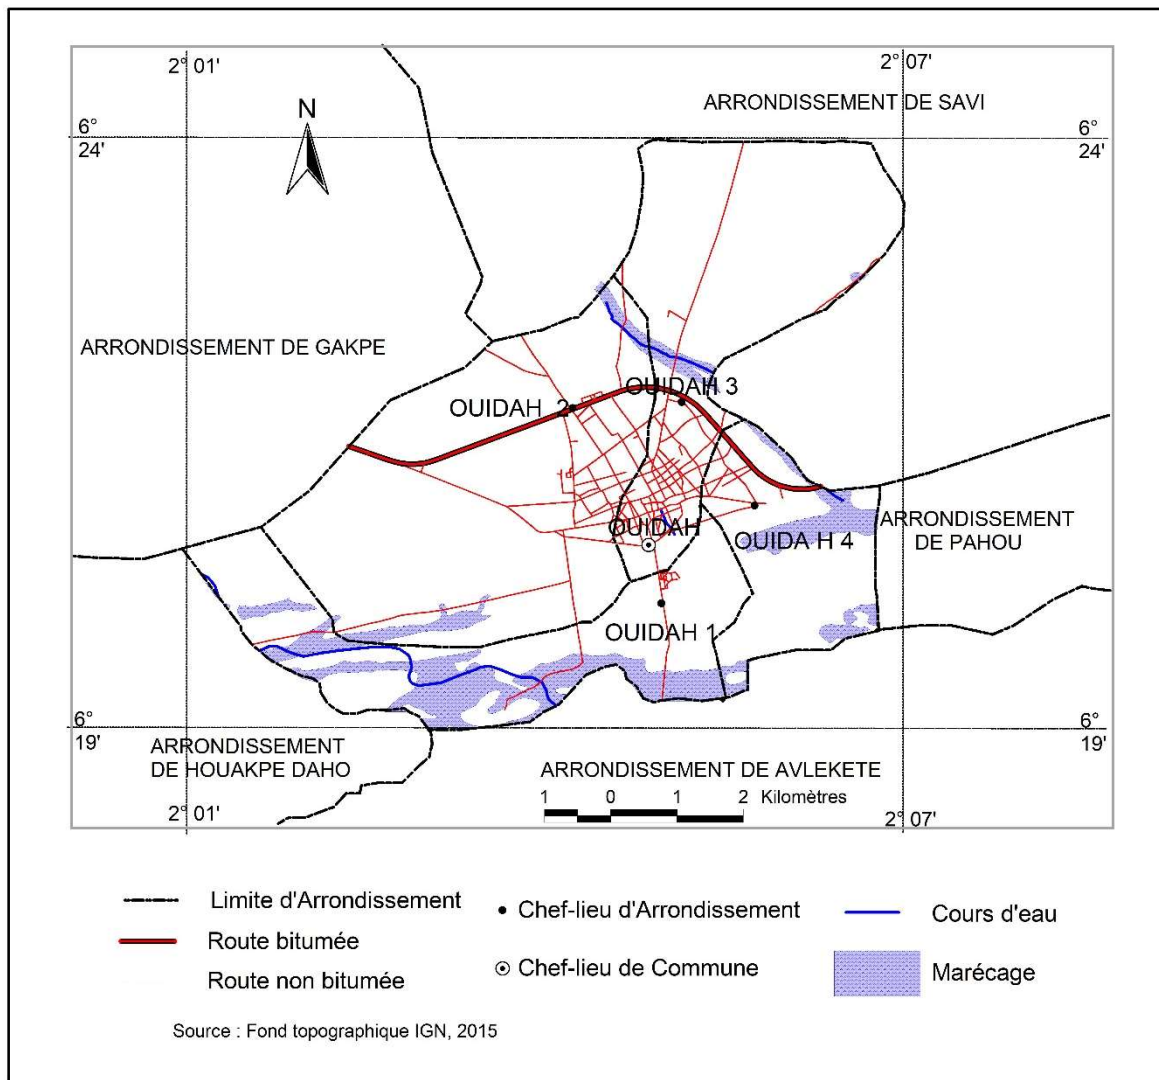 2° 01'
2° 07'
ARRONDISSEMENT DE SAVI
N
6°
24'
6°
24'
ARRONDISSEMENT DE GAKPE
OUIDAH 3
OUIDAH 2
ARRONDISSEMENT
DE PAHOU
OUIDAH
OUIDA H 4
OUIDAH 1
6°
19'
6°
19'
ARRONDISSEMENT
DE HOUAKPE DAHO
ARRONDISSEMENT DE AVLEKETE
1 0 1 2 Kilomètres
2° 01'
2° 07'
Limite d'Arrondissement
Route bitumée
Route non bitumée
Chef-lieu d'Arrondissement
Chef-lieu de Commune
Cours d'eau
Marécage
Source : Fond topographique IGN, 2015